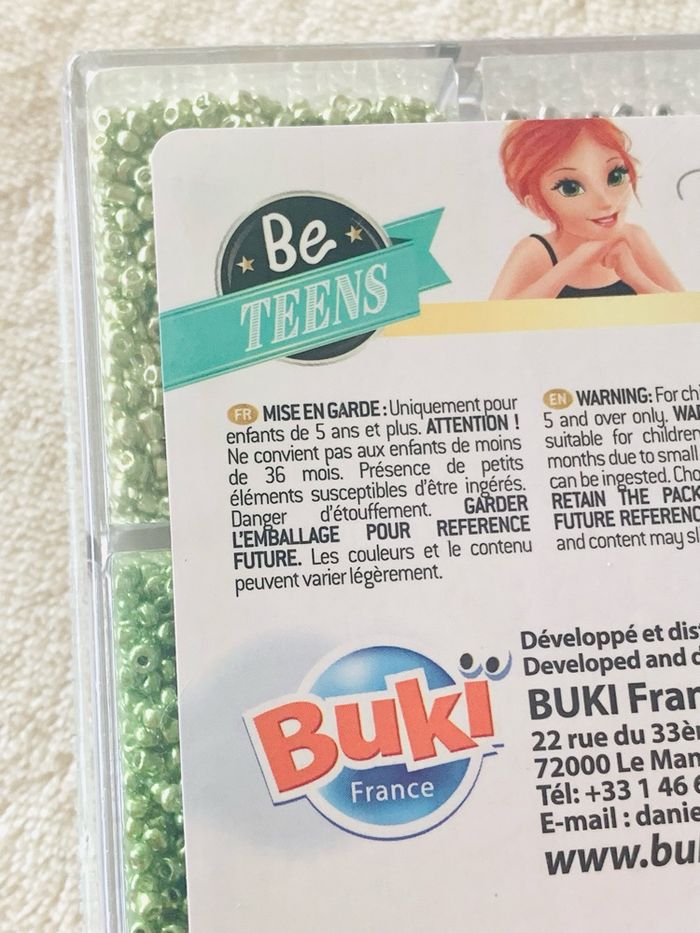 Be
TEENS
FR MISE EN GARDE : Uniquement pour
enfants de 5 ans et plus. ATTENTION !
Ne convient pas aux enfants de moins
de 36 mois. Présence de petits
éléments susceptibles d'être ingérés.
Danger d'étouffement. GARDER
L'EMBALLAGE POUR REFERENCE
FUTURE. Les couleurs et le contenu
peuvent varier légèrement.
EN WARNING: For
5 and over only.
suitable for children
months due to small
can be ingested.
RETAIN THE
FUTURE
and content may
Buki
France
Développé et
Developed and
BUKI
22 rue du
72000 Le
Tél: +33 1 46
E-mail :